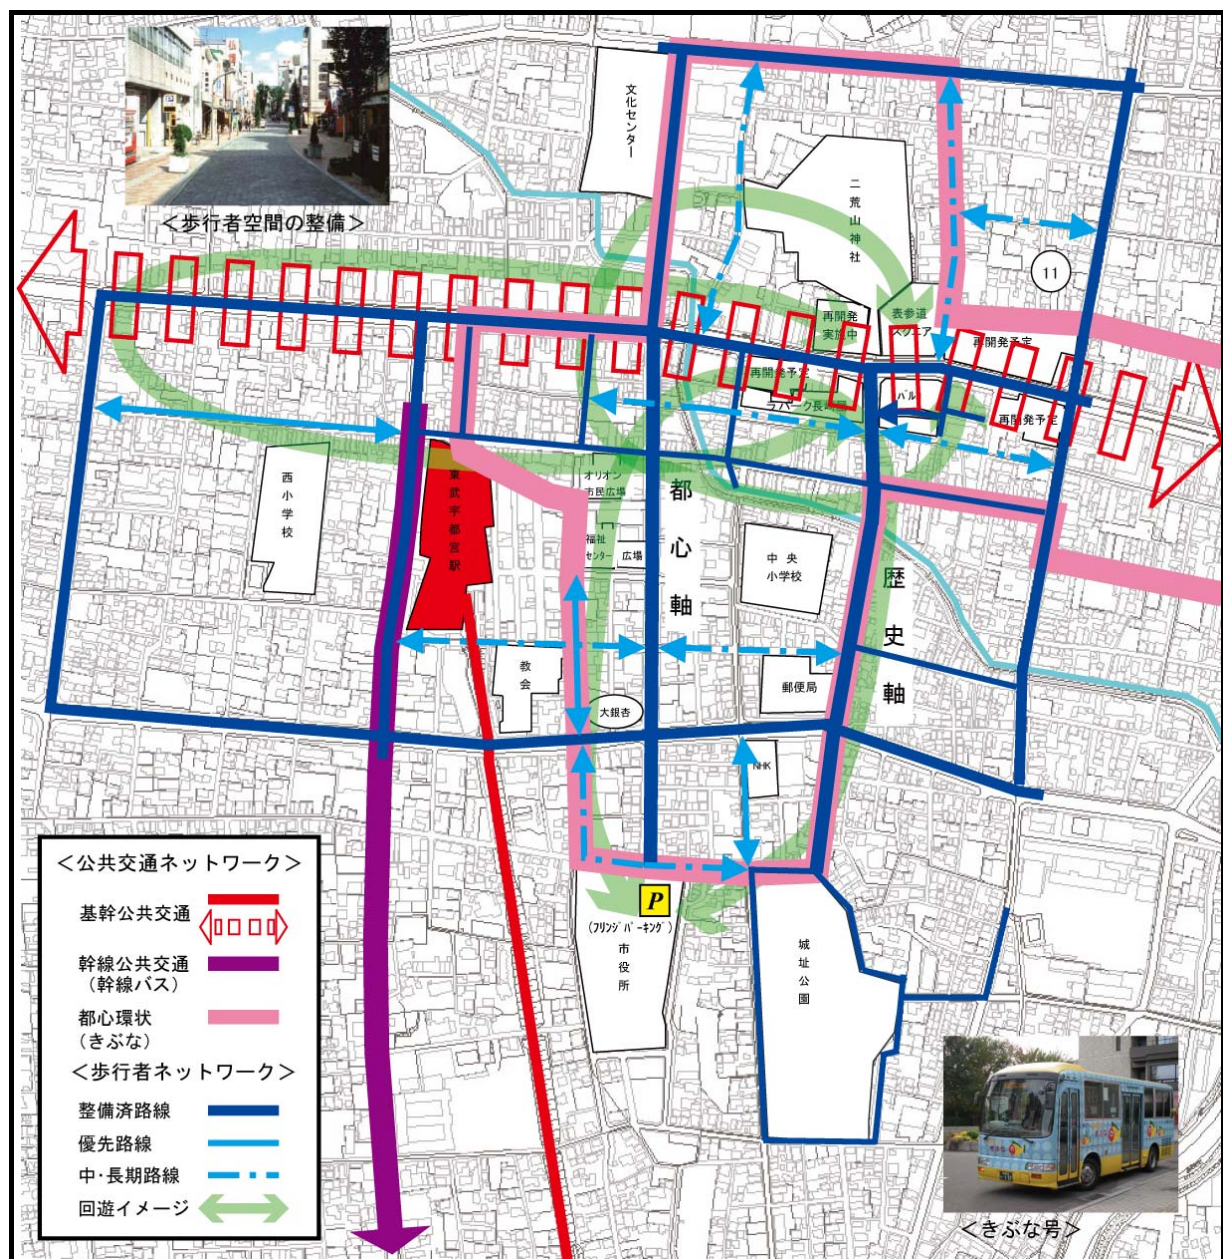 文化センター
二荒山神社
＜歩行者空間の整備＞
11
再開発
実施中
表参道
スクエア
再開発予定
再開発予定
バル
再開発予定
西小学校
東武宇都宮駅
オリオン
市民広場
都心軸
福祉
センター
広場
中央
小学校
歴史軸
教会
郵便局
大銀杏
NHK
P
(フリンジパーキング)
市役所
城址公園
＜公共交通ネットワーク＞
基幹公共交通
幹線公共交通
(幹線バス)
都心環状
(きぶな)
＜歩行者ネットワーク＞
整備済路線
優先路線
中・長期路線
回遊イメージ
＜きぶな号＞